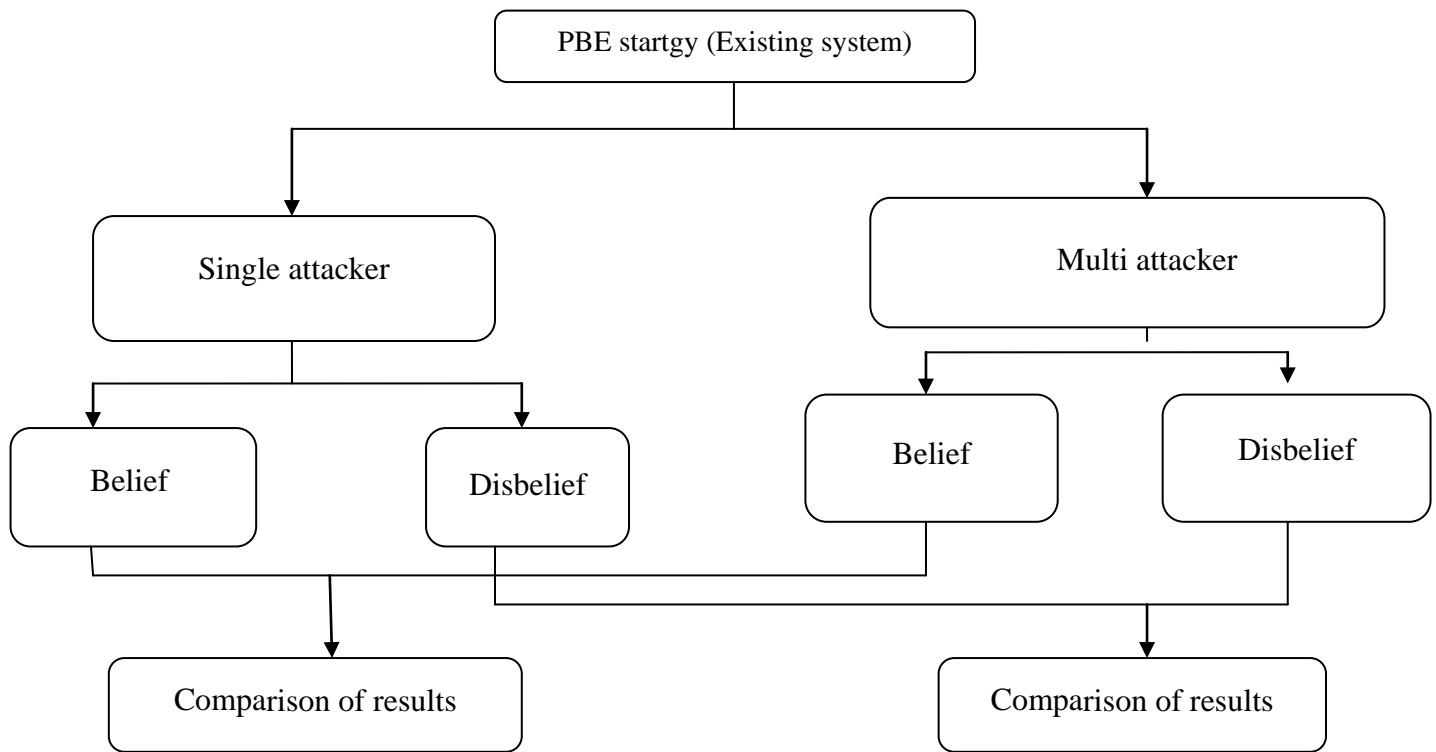 PBE startgy (Existing system)
Single attacker
Multi attacker
Belief
Disbelief
Belief
Disbelief
Comparison of results
Comparison of results